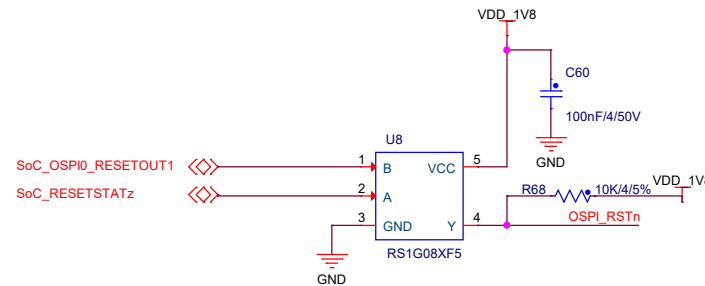 VDD_1V8
C60
100nF/4/50V
GND
U8
SoC_OSPI0_RESETOUT1
1
B
VCC
5
SoC_RESETSTATz
2
A
R68
10K/4/5%
VDD_1V8
3
GND
Y
4
OSPI_RSTn
RS1G08XF5
GND